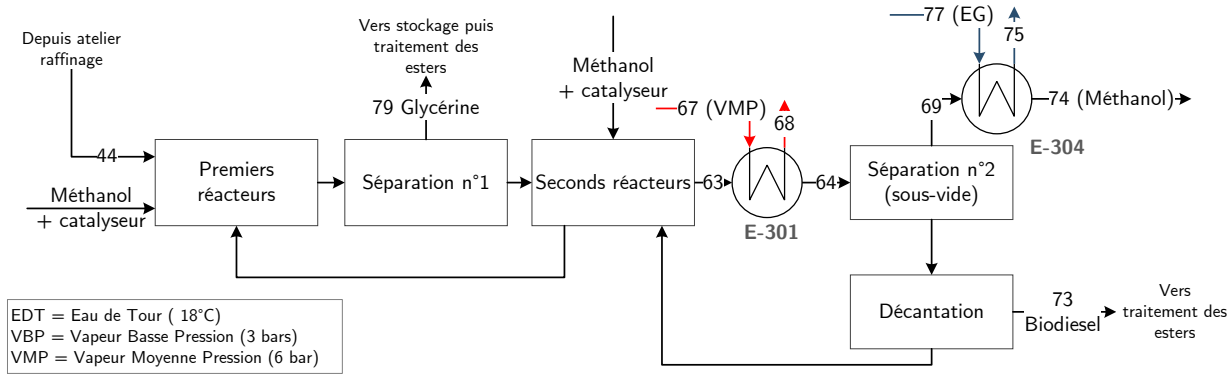 77 (EG)
75
Depuis atelier
raffinage
Vers stockage puis
traitement des
esters
Méthanol
+ catalyseur
79 Glycérine
67 (VMP)
68
69
74 (Méthanol)
E-304
44
Premiers
réacteurs
Séparation n°1
Seconds réacteurs
63
64
Séparation n°2
(sous-vide)
Méthanol
+ catalyseur
E-301
Décantation
73
Biodiesel
Vers
traitement des
esters
EDT = Eau de Tour ( 18°C)
VBP = Vapeur Basse Pression (3 bars)
VMP = Vapeur Moyenne Pression (6 bar)